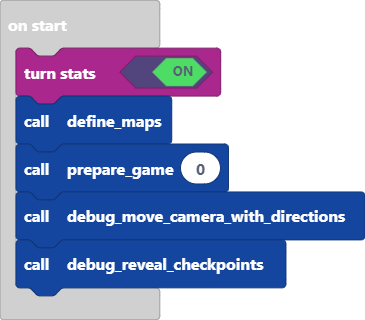 on start
turn stats ON
call define_maps
call prepare_game 0
call debug_move_camera_with_directions
call debug_reveal_checkpoints